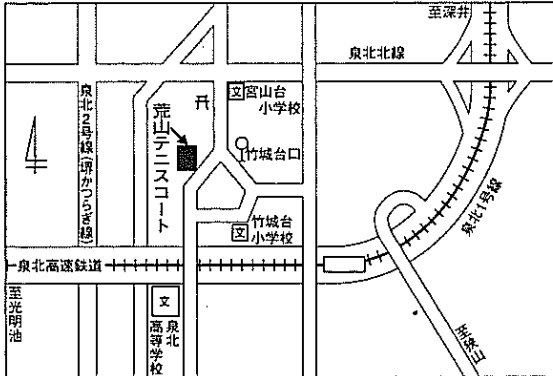 至深井
泉北北線
文宮山台
小学校
泉北2号線(堺かつらぎ線)
荒山テニスコート
竹城台口
泉北1号線
竹城台
小学校
文
泉北高速鉄道
至光明池
文
泉北
高等学校
至狭山